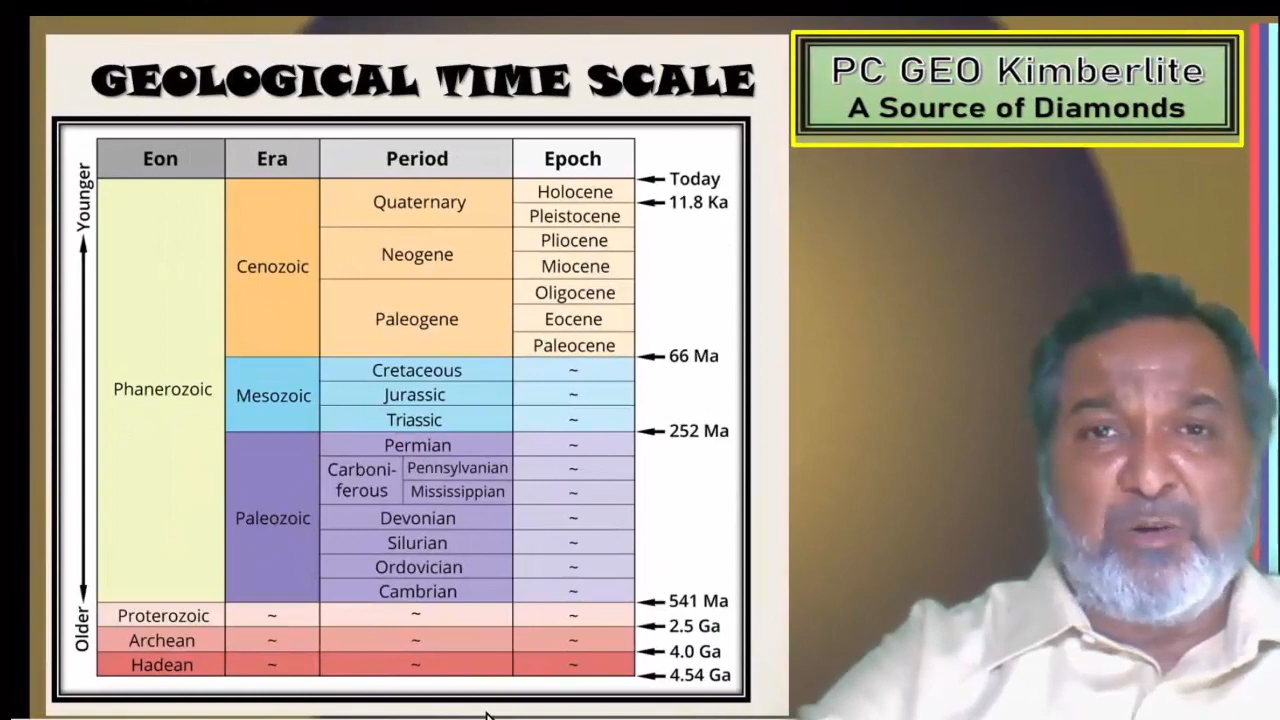 GEOLOGICAL TIME SCALE
PC GEO Kimberlite
A Source of Diamonds
Eon Era Period Epoch
Younger
Older
Phanerozoic
Cenozoic
Quaternary
Holocene
Pleistocene
Neogene
Pliocene
Miocene
Paleogene
Oligocene
Eocene
Paleocene
Mesozoic
Cretaceous ~
Jurassic ~
Triassic ~
Paleozoic
Permian ~
Carboni-
ferous
Pennsylvanian ~
Mississippian ~
Devonian ~
Silurian ~
Ordovician ~
Cambrian ~
Proterozoic ~ ~ ~
Archean ~ ~ ~
Hadean ~ ~ ~
Today
11.8 Ka
66 Ma
252 Ma
541 Ma
2.5 Ga
4.0 Ga
4.54 Ga